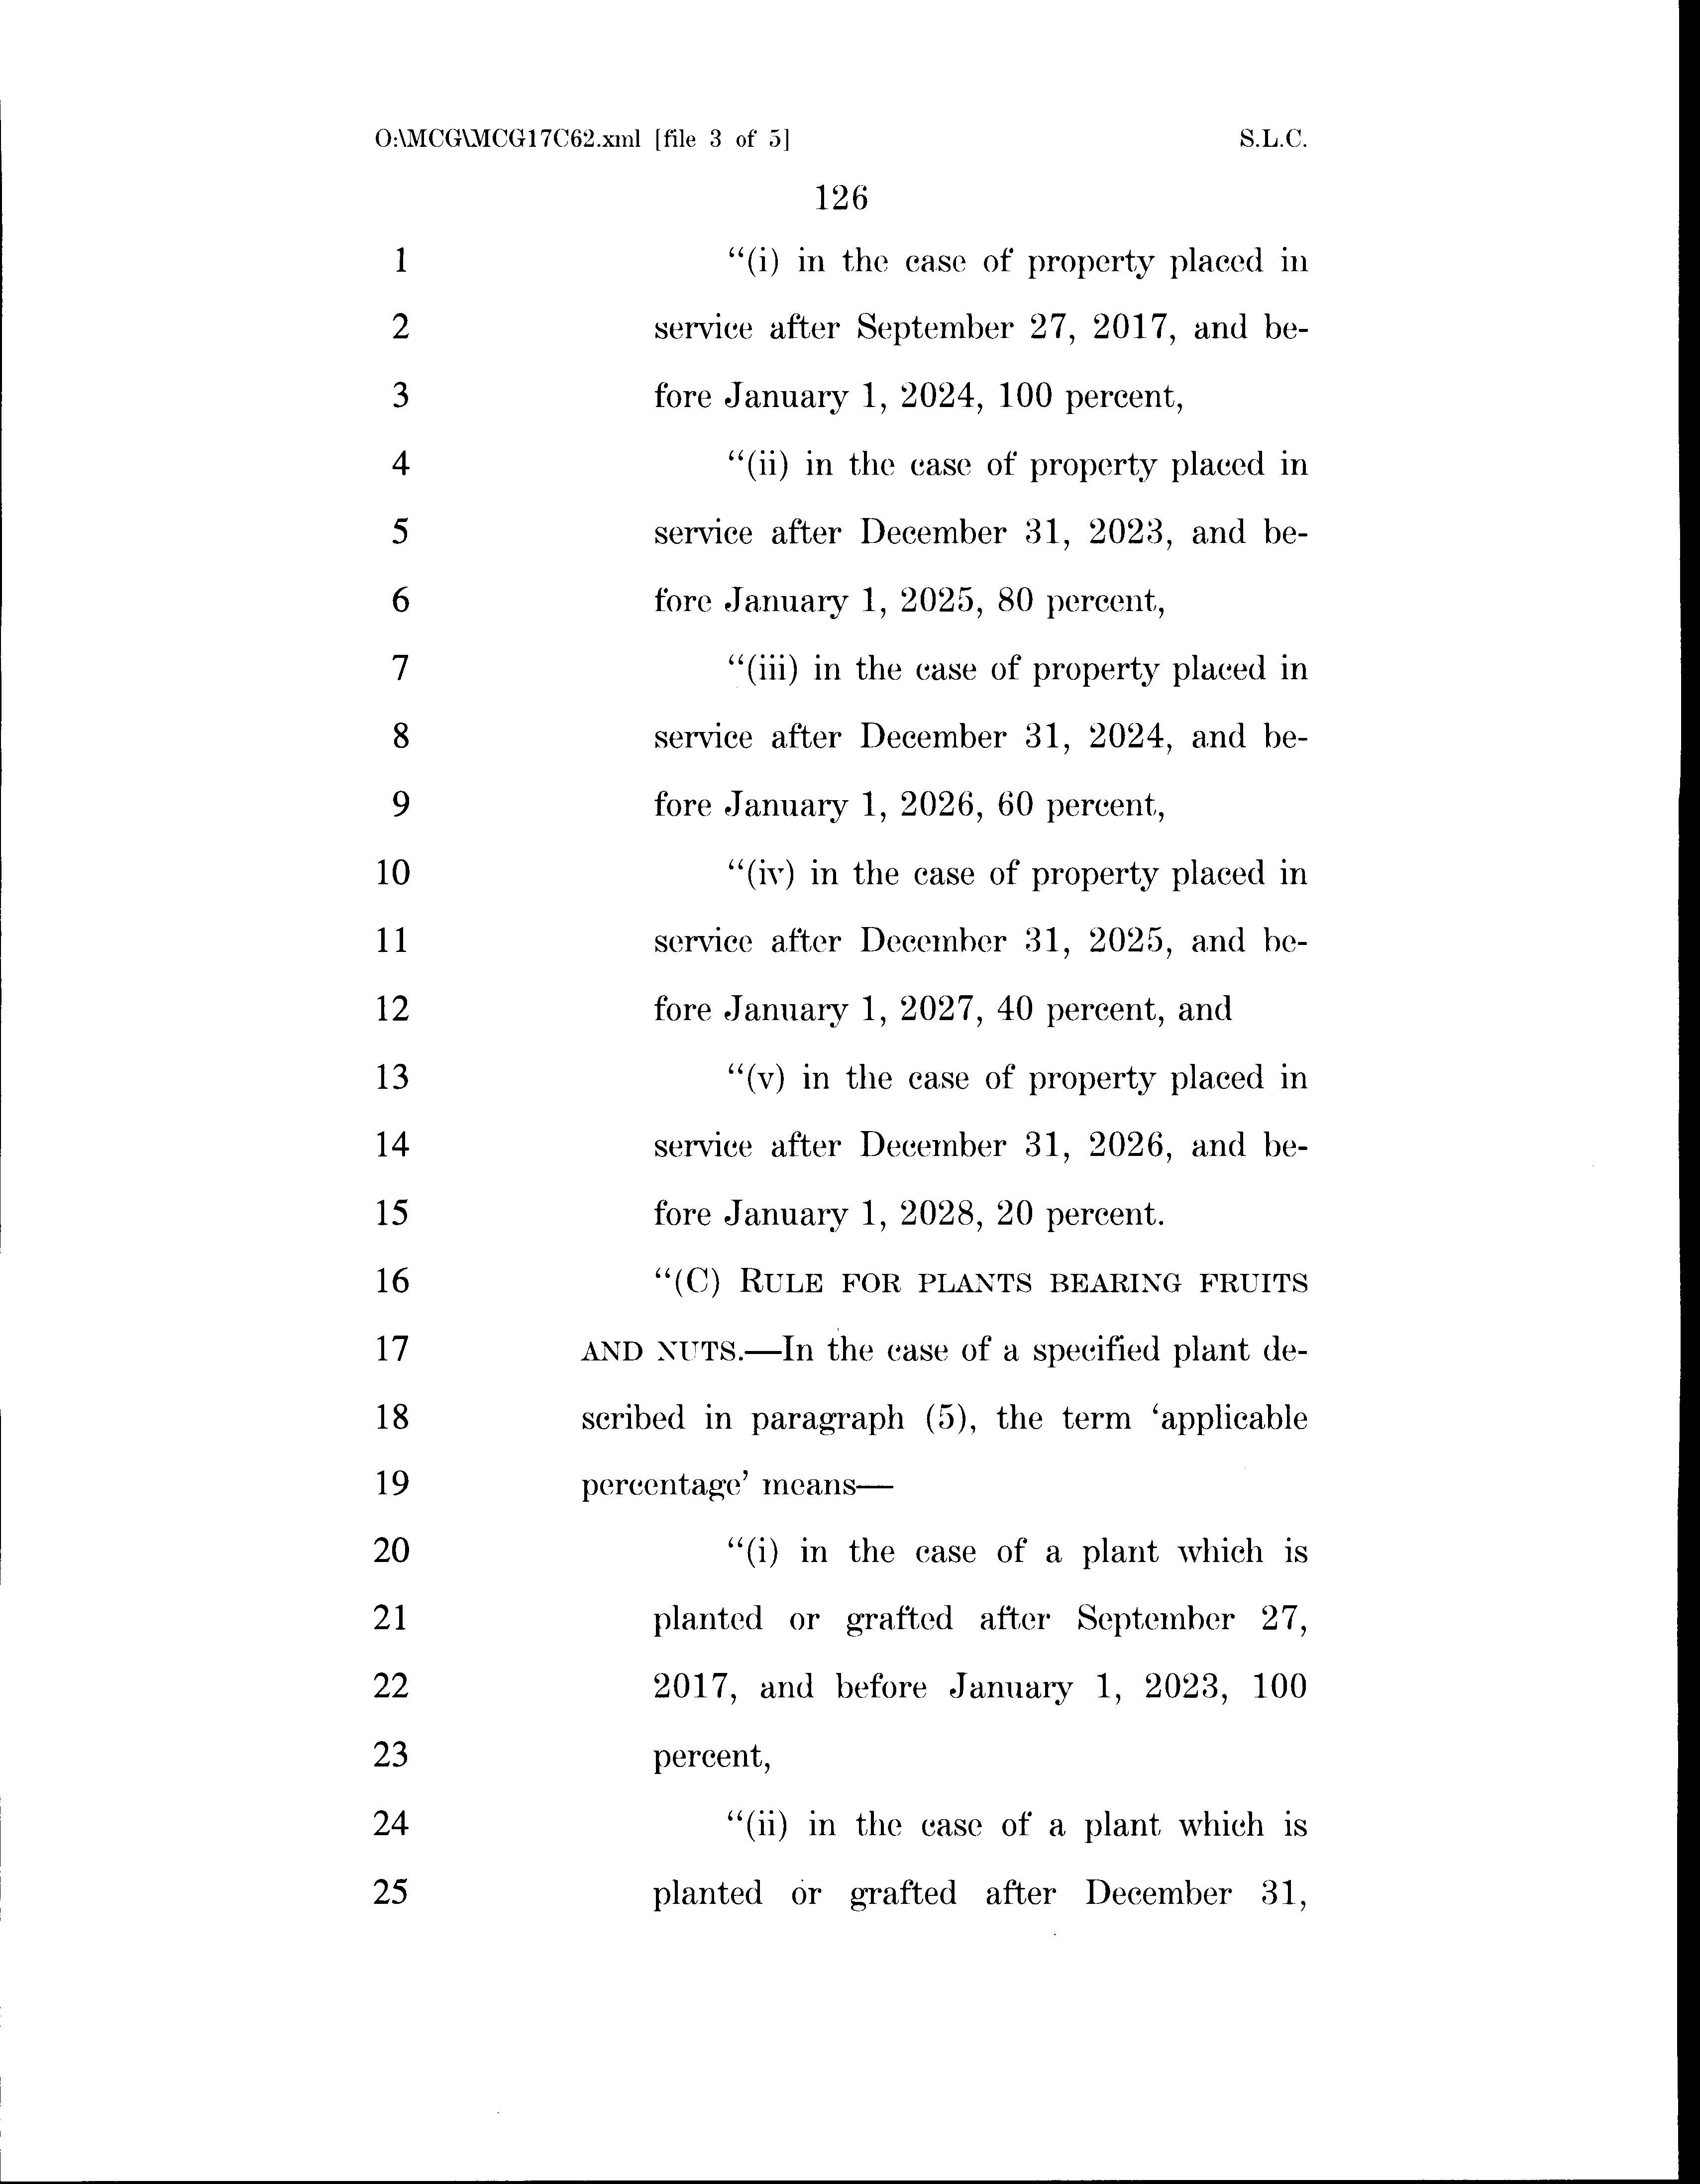 O:\MCG\MCG17C62.xml [file 3 of 5] S.L.C.
126
1 “(i) in the case of property placed in
2 service after September 27, 2017, and be-
3 fore January 1, 2024, 100 percent,
4 “(ii) in the case of property placed in
5 service after December 31, 2023, and be-
6 fore January 1, 2025, 80 percent,
7 “(iii) in the case of property placed in
8 service after December 31, 2024, and be-
9 fore January 1, 2026, 60 percent,
10 “(iv) in the case of property placed in
11 service after December 31, 2025, and be-
12 fore January 1, 2027, 40 percent, and
13 “(v) in the case of property placed in
14 service after December 31, 2026, and be-
15 fore January 1, 2028, 20 percent.
16 “(C) RULE FOR PLANTS BEARING FRUITS
17 AND NUTS.—In the case of a specified plant de-
18 scribed in paragraph (5), the term ‘applicable
19 percentage’ means—
20 “(i) in the case of a plant which is
21 planted or grafted after September 27,
22 2017, and before January 1, 2023, 100
23 percent,
24 “(ii) in the case of a plant which is
25 planted or grafted after December 31,